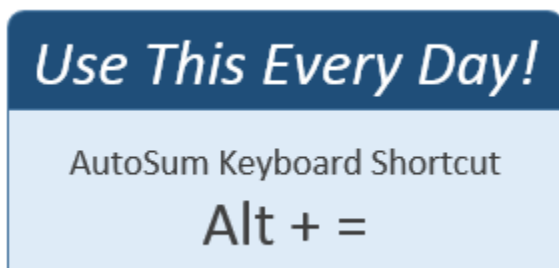 Use This Every Day!
AutoSum Keyboard Shortcut
Alt + =